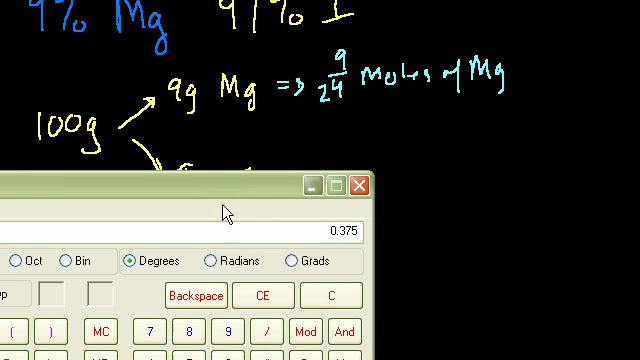 9% Mg 91% I
9g Mg => 9/24 Moles of Mg
100g
0.375
Oct Bin Degrees Radians Grads
Backspace CE C
( ) MC 7 8 9 / Mod And